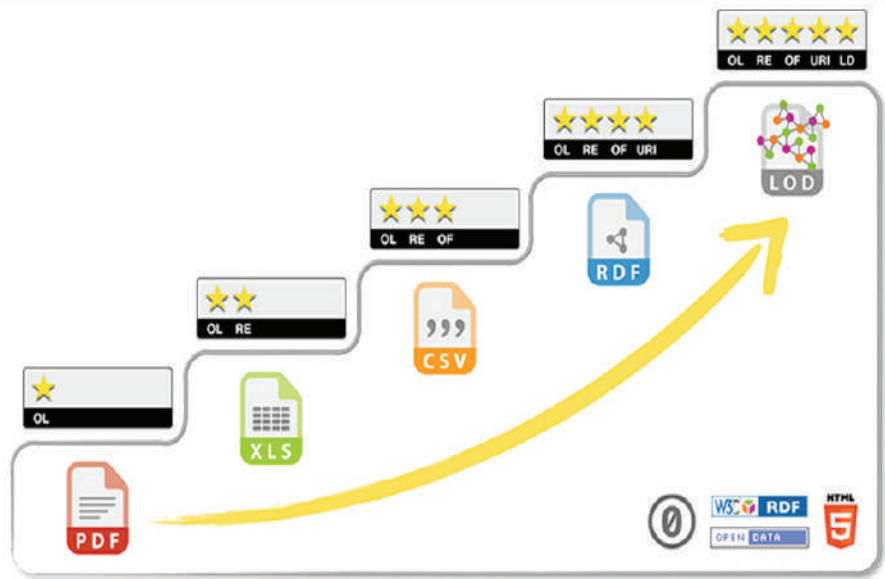 OL RE OF URI LD
OL RE OF URI
LOD
OL RE OF
RDF
OL RE
,,,
CSV
OL
XLS
PDF
0
W3C RDF
HTML
5
OPEN DATA